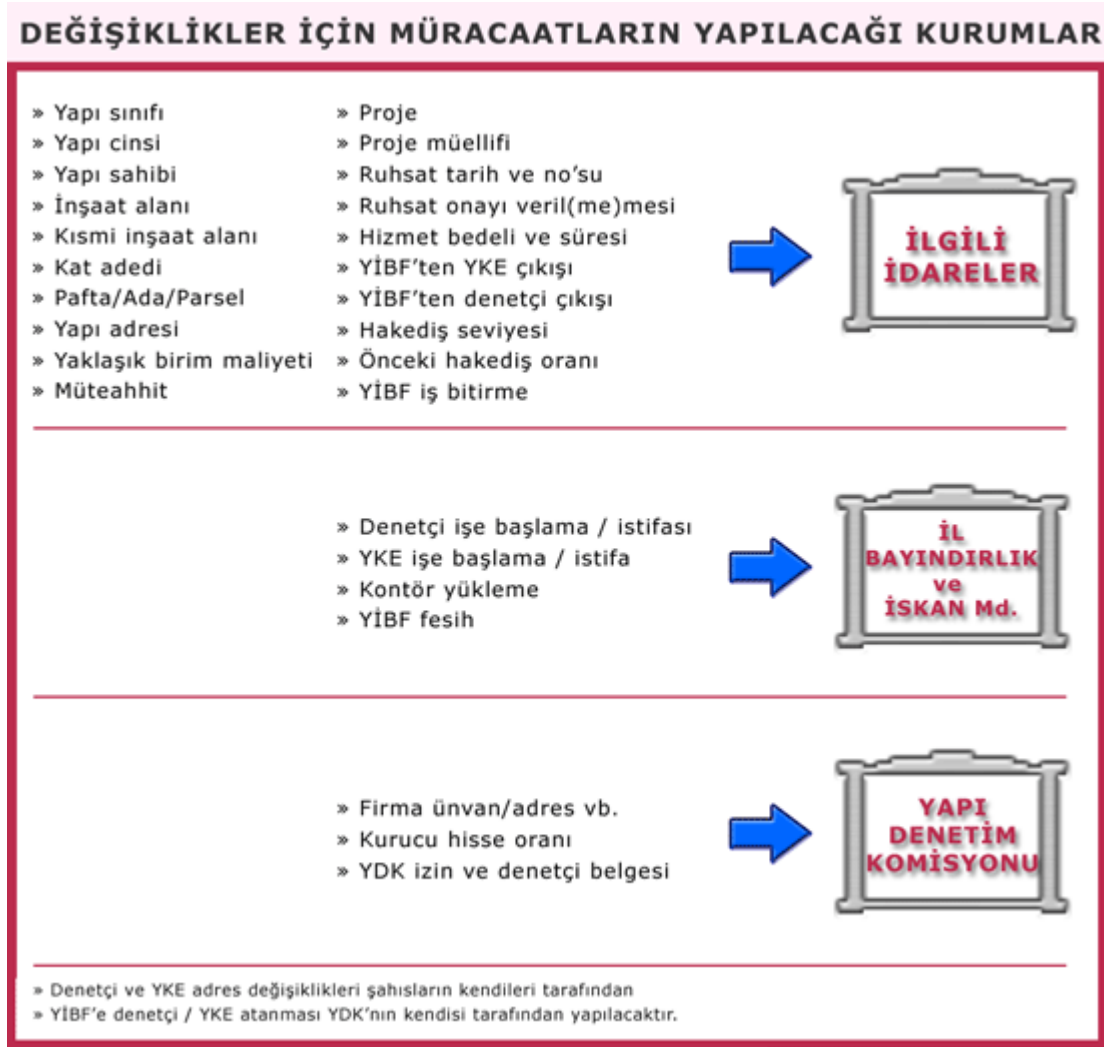 DEĞİŞİKLİKLER İÇİN MÜRACAATLARIN YAPILACAĞI KURUMLAR
» Yapı sınıfı
» Yapı cinsi
» Yapı sahibi
» İnşaat alanı
» Kısmi inşaat alanı
» Kat adedi
» Pafta/Ada/Parsel
» Yapı adresi
» Yaklaşık birim maliyeti
» Müteahhit
» Proje
» Proje müellifi
» Ruhsat tarih ve no’su
» Ruhsat onayı veril(me)mesi
» Hizmet bedeli ve süresi
» YİBF’ten YKE çıkışı
» YİBF’ten denetçi çıkışı
» Hakediş seviyesi
» Önceki hakediş oranı
» YİBF iş bitirme
İLGİLİ
İDARELER
» Denetçi işe başlama / istifası
» YKE işe başlama / istifa
» Kontör yükleme
» YİBF fesih
İL
BAYINDIRLIK
ve
İSKAN Md.
» Firma ünvan/adres vb.
» Kurucu hisse oranı
» YDK izin ve denetçi belgesi
YAPI
DENETİM
KOMİSYONU
» Denetçi ve YKE adres değişiklikleri şahısların kendileri tarafından
» YİBF’e denetçi / YKE atanması YDK’nın kendisi tarafından yapılacaktır.